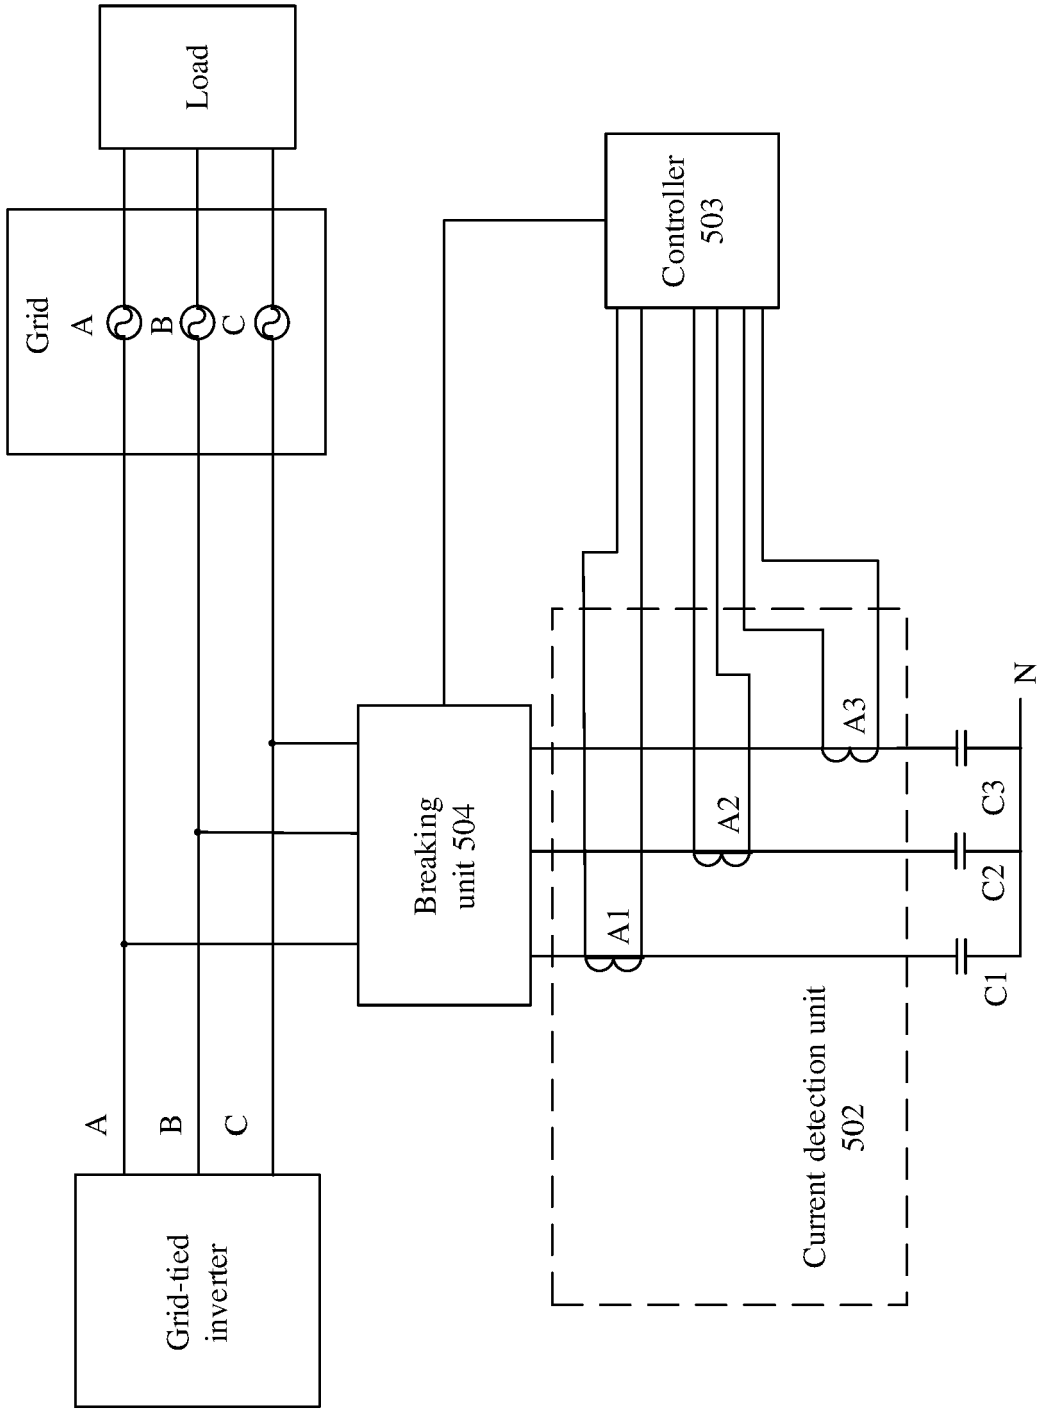 Grid-tied
inverter
A
B
C
Grid
A
B
C
Load
Breaking
unit 504
Controller
503
A1
A2
A3
Current detection unit
502
C1
C2
C3
N